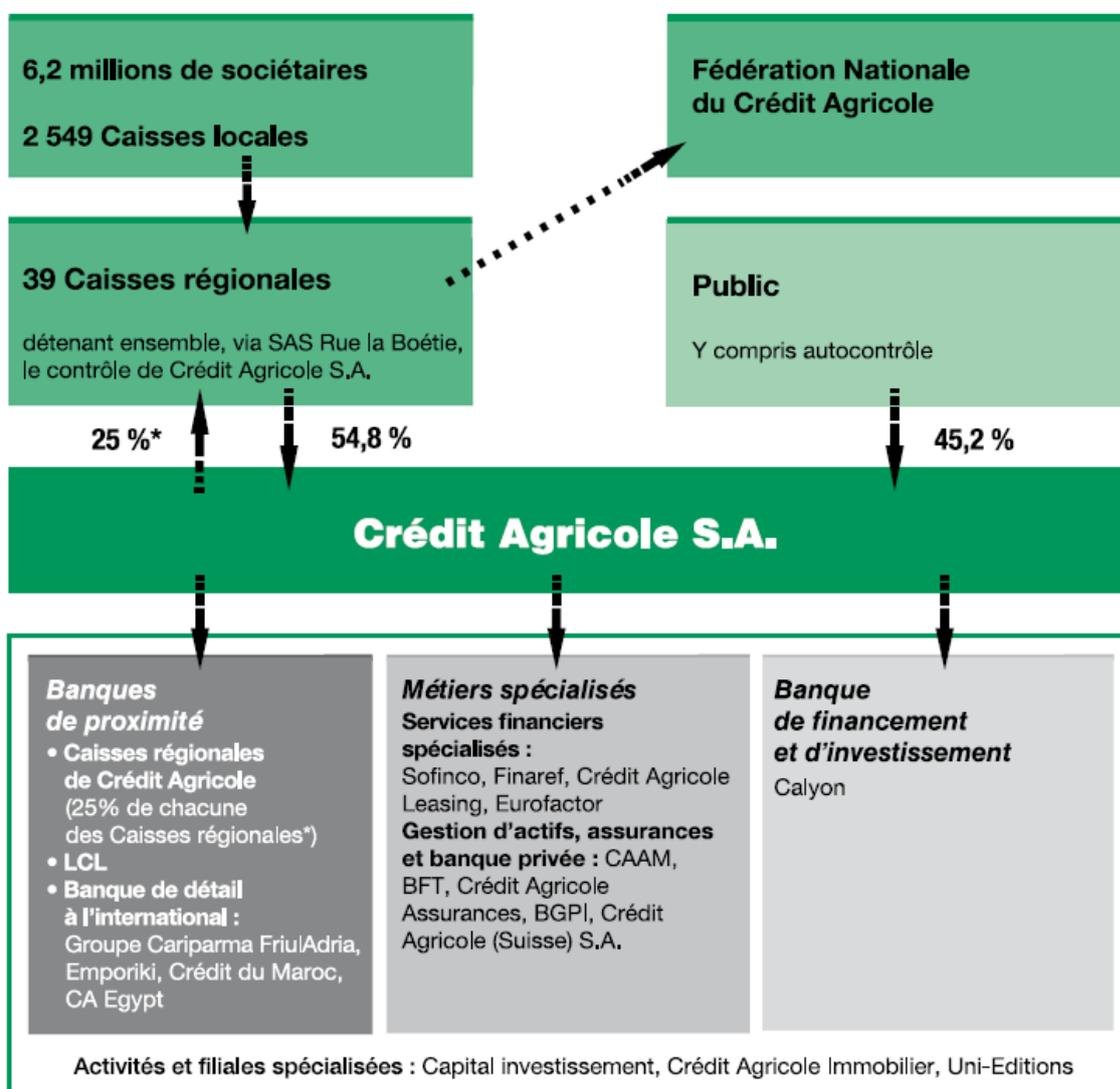 6,2 millions de sociétaires
2 549 Caisses locales
Fédération Nationale
du Crédit Agricole
39 Caisses régionales
détenant ensemble, via SAS Rue la Boétie,
le contrôle de Crédit Agricole S.A.
Public
Y compris autocontrôle
25 %*
54,8 %
45,2 %
Crédit Agricole S.A.
Banques
de proximité
• Caisses régionales
de Crédit Agricole
(25% de chacune
des Caisses régionales*)
• LCL
• Banque de détail
à l'international :
Groupe Cariparma FriulAdria,
Emporiki, Crédit du Maroc,
CA Egypt
Métiers spécialisés
Services financiers
spécialisés :
Sofinco, Finaref, Crédit Agricole
Leasing, Eurofactor
Gestion d'actifs, assurances
et banque privée : CAAM,
BFT, Crédit Agricole
Assurances, BGPI, Crédit
Agricole (Suisse) S.A.
Banque
de financement
et d'investissement
Calyon
Activités et filiales spécialisées : Capital investissement, Crédit Agricole Immobilier, Uni-Editions